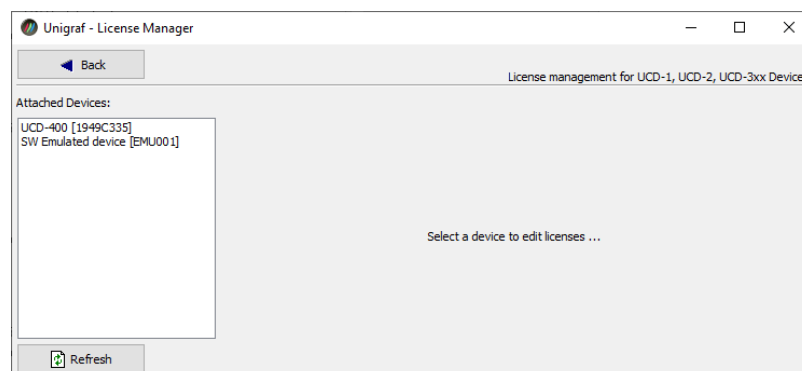 Unigraf - License Manager
Back
License management for UCD-1, UCD-2, UCD-3xx Device
Attached Devices:
UCD-400 [1949C335]
SW Emulated device [EMU001]
Select a device to edit licenses ...
Refresh